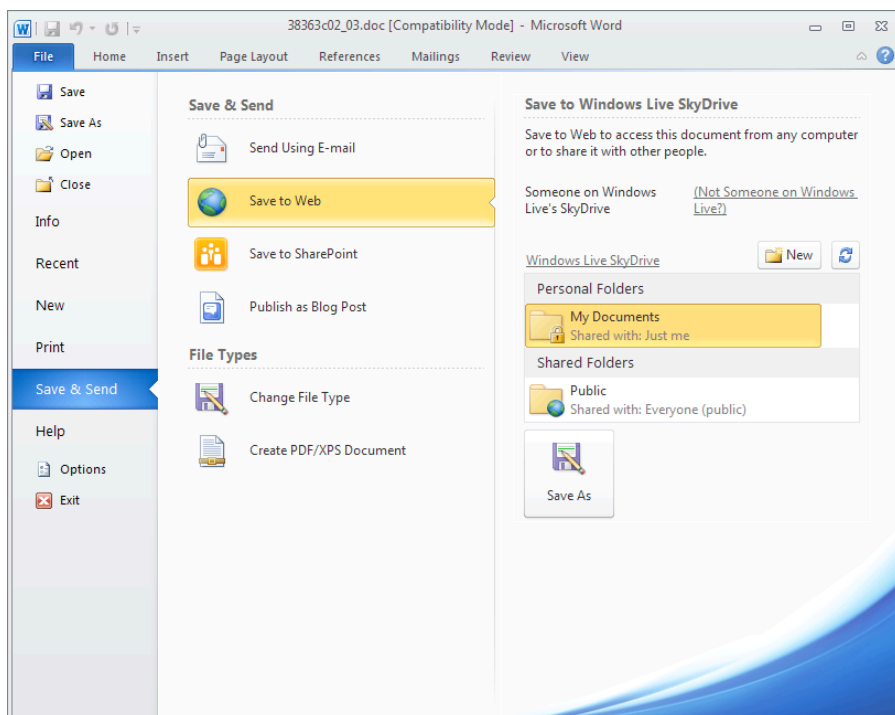 38363c02_03.doc [Compatibility Mode] - Microsoft Word
File Home Insert Page Layout References Mailings Review View
Save
Save As
Open
Close
Info
Recent
New
Print
Save & Send
Help
Options
Exit
Save & Send
Send Using E-mail
Save to Web
Save to SharePoint
Publish as Blog Post
File Types
Change File Type
Create PDF/XPS Document
Save to Windows Live SkyDrive
Save to Web to access this document from any computer
or to share it with other people.
Someone on Windows
Live's SkyDrive
(Not Someone on Windows
Live?)
Windows Live SkyDrive
New
Personal Folders
My Documents
Shared with: Just me
Shared Folders
Public
Shared with: Everyone (public)
Save As